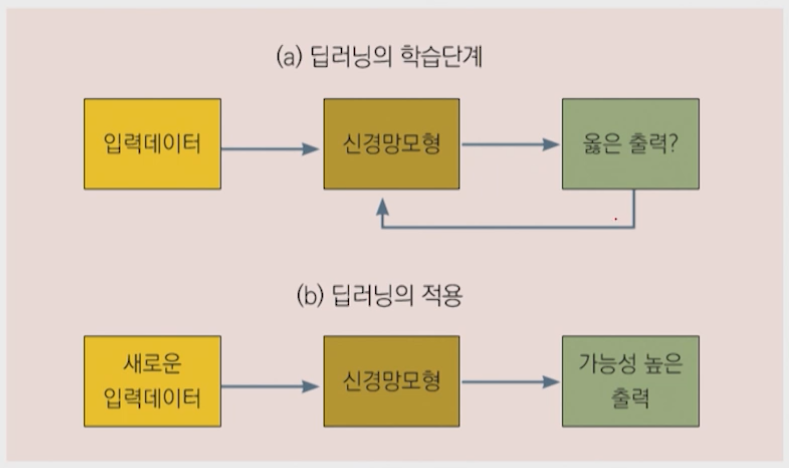 (a) 딥러닝의 학습단계
입력데이터
신경망모형
옳은 출력?
(b) 딥러닝의 적용
새로운
입력데이터
신경망모형
가능성 높은
출력